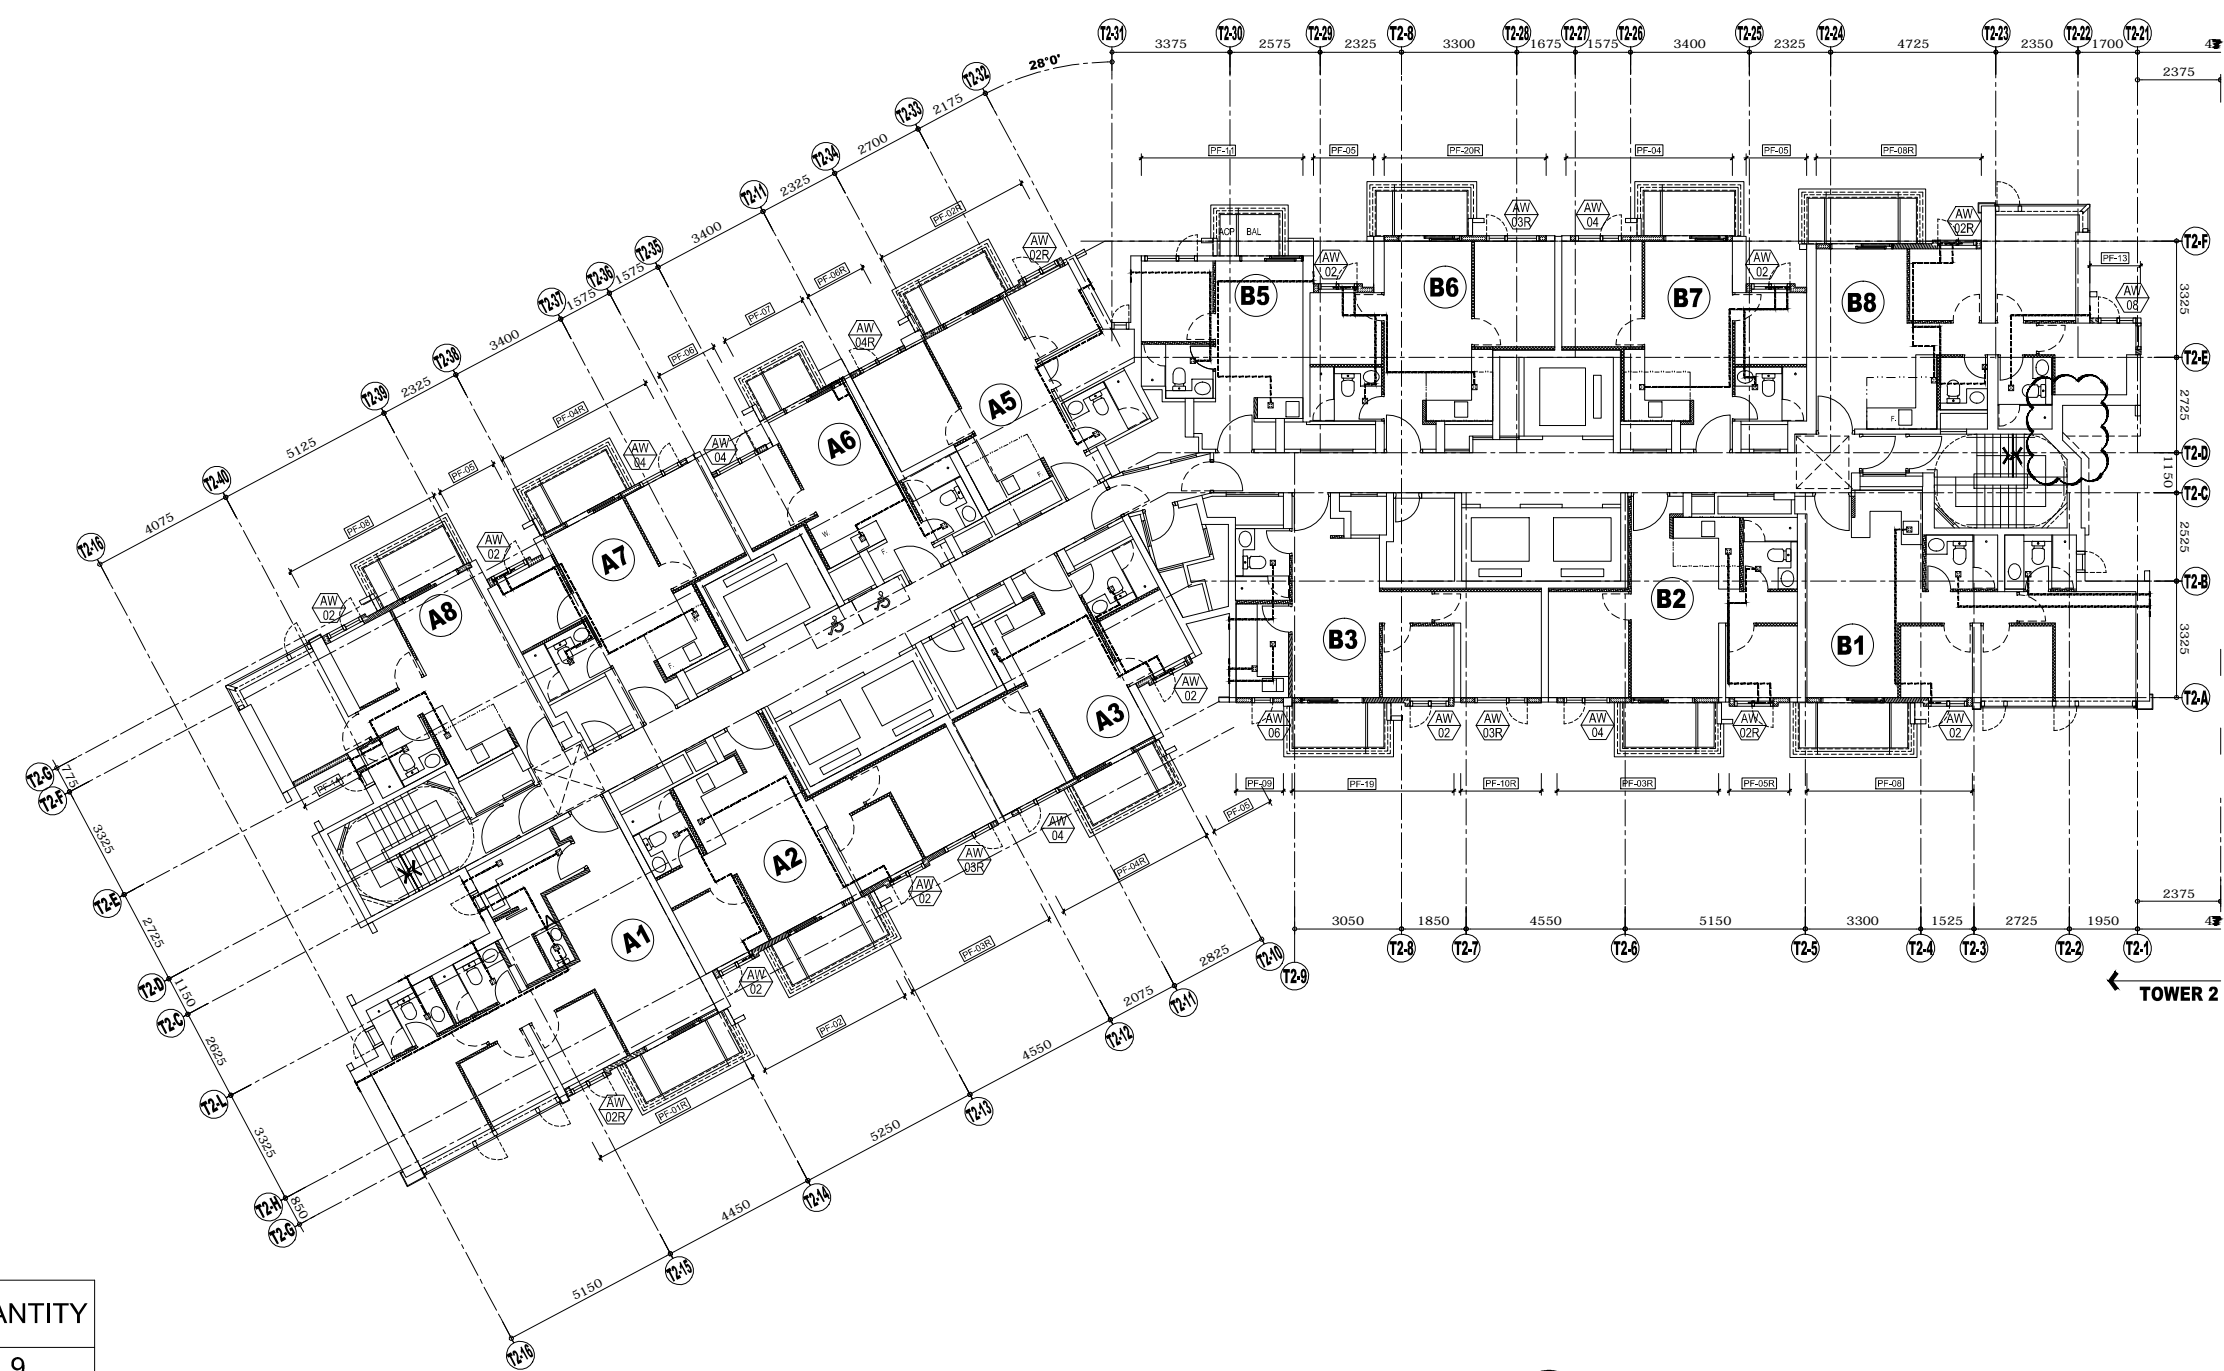 T2-31 T2-30 T2-29 T2-8 T2-28 T2-27 T2-26 T2-25 T2-24 T2-23 T2-22 T2-21
3375 2575 2325 3300 1675 1575 3400 2325 4725 2350 1700
2375
28°0'
T2-32
2175
T2-33
2700
T2-34
2325
T2-11
3400
T2-35
1575
T2-36
1575
T2-37
3400
T2-38
2325
T2-39
5125
T2-40
4075
T2-16
PF-11 PF-05 PF-20R PF-04 PF-05 PF-08R
PF-13
PF-02R
PF-06R
PF-07
PF-06
PF-04R
PF-05
PF-08
PF-14
AW 02R
AW 04R
AW 04
AW 04
AW 02
AW 02
AW 02
AW 03R
AW 04
AW 02
AW 02R
AW 08
ACP BAL
B5 B6 B7 B8
A5
A6
A7
A8
W.
F.
F.
F.
F.
T2-F
3325
T2-E
2725
T2-D
1150
T2-C
2525
T2-B
3325
T2-A
B3 B2 B1
A3
A2
A1
AW 02
AW 06
AW 02
AW 03R
AW 04
AW 02R
AW 02
AW 04
AW 03R
AW 02
AW 02
AW 02R
PF-09 PF-19 PF-10R PF-03R PF-05R PF-08
PF-05
PF-04R
PF-03R
PF-02
PF-01R
2375
3050 1850 4550 5150 3300 1525 2725 1950
T2-9 T2-8 T2-7 T2-6 T2-5 T2-4 T2-3 T2-2 T2-1
TOWER 2
T2-G
775
T2-F
3325
T2-E
2725
T2-D
1150
T2-C
2625
T2-L
3325
T2-H
850
T2-G
T2-10
2825
T2-11
2075
T2-12
4550
T2-13
5250
T2-14
4450
T2-15
5150
T2-16
ANTITY
9